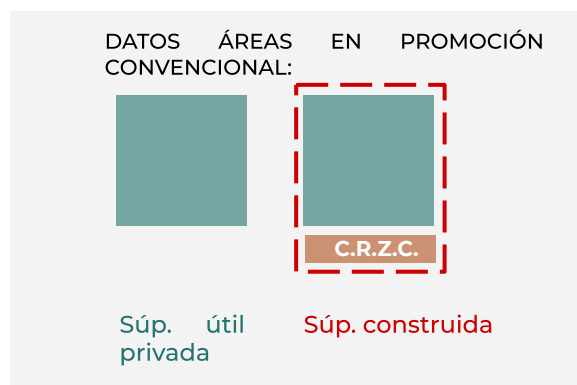 DATOS ÁREAS EN PROMOCIÓN
CONVENCIONAL:
C.R.Z.C.
Súp. útil
privada
Súp. construida